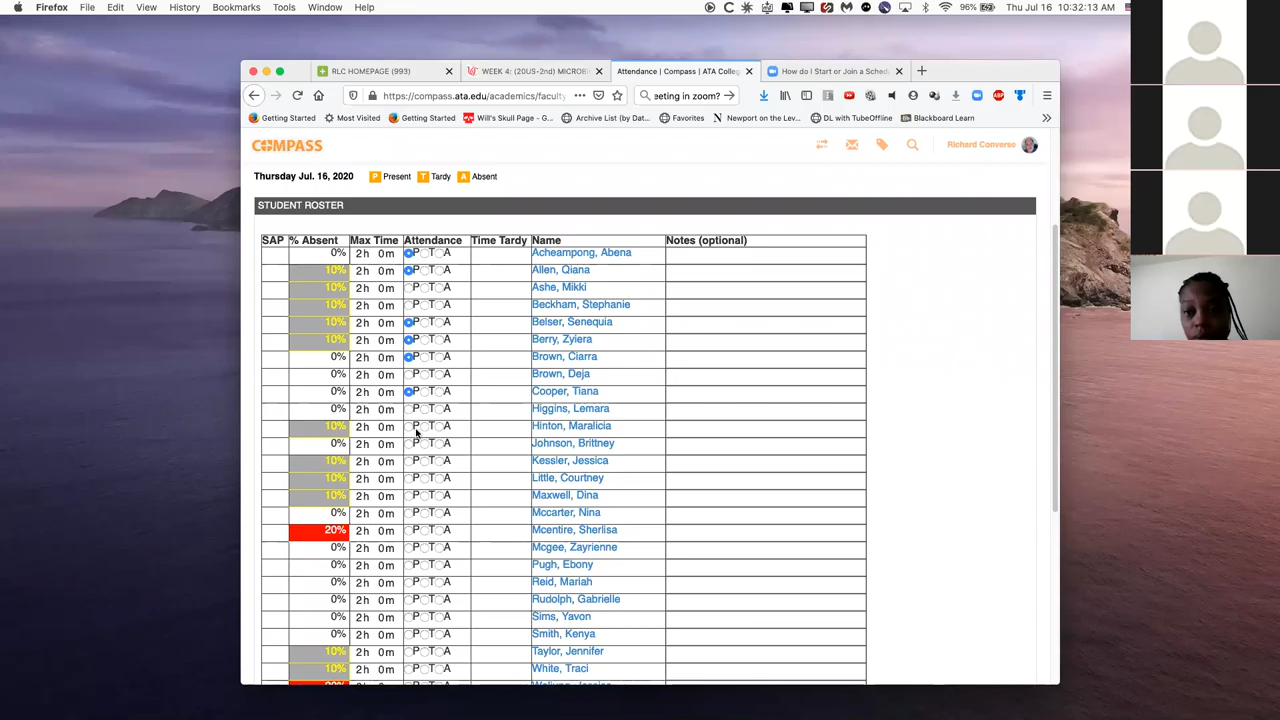 Firefox File Edit View History Bookmarks Tools Window Help 96% Thu Jul 16 10:32:13 AM
RLC HOMEPAGE (993) WEEK 4: (20US-2nd) MICROBI Attendance | Compass | ATA Colleg How do I Start or Join a Sched
https://compass.ata.edu/academics/faculty eeting in zoom?
Getting Started Most Visited Getting Started Will's Skull Page - G... Archive List (by Dat... Favorites Newport on the Lev... DL with TubeOffline Blackboard Learn
COMPASS Richard Converse
Thursday Jul. 16, 2020 P Present T Tardy A Absent
STUDENT ROSTER
SAP % Absent Max Time Attendance Time Tardy Name Notes (optional)
0% 2h 0m P T A Acheampong, Abena
10% 2h 0m P T A Allen, Qiana
10% 2h 0m P T A Ashe, Mikki
10% 2h 0m P T A Beckham, Stephanie
10% 2h 0m P T A Belser, Senequia
10% 2h 0m P T A Berry, Zyiera
0% 2h 0m P T A Brown, Ciarra
0% 2h 0m P T A Brown, Deja
0% 2h 0m P T A Cooper, Tiana
0% 2h 0m P T A Higgins, Lemara
10% 2h 0m P T A Hinton, Maralicia
0% 2h 0m P T A Johnson, Brittney
10% 2h 0m P T A Kessler, Jessica
10% 2h 0m P T A Little, Courtney
10% 2h 0m P T A Maxwell, Dina
0% 2h 0m P T A Mccarter, Nina
20% 2h 0m P T A Mcentire, Sherlisa
0% 2h 0m P T A Mcgee, Zayrienne
0% 2h 0m P T A Pugh, Ebony
0% 2h 0m P T A Reid, Mariah
0% 2h 0m P T A Rudolph, Gabrielle
0% 2h 0m P T A Sims, Yavon
0% 2h 0m P T A Smith, Kenya
10% 2h 0m P T A Taylor, Jennifer
10% 2h 0m P T A White, Traci